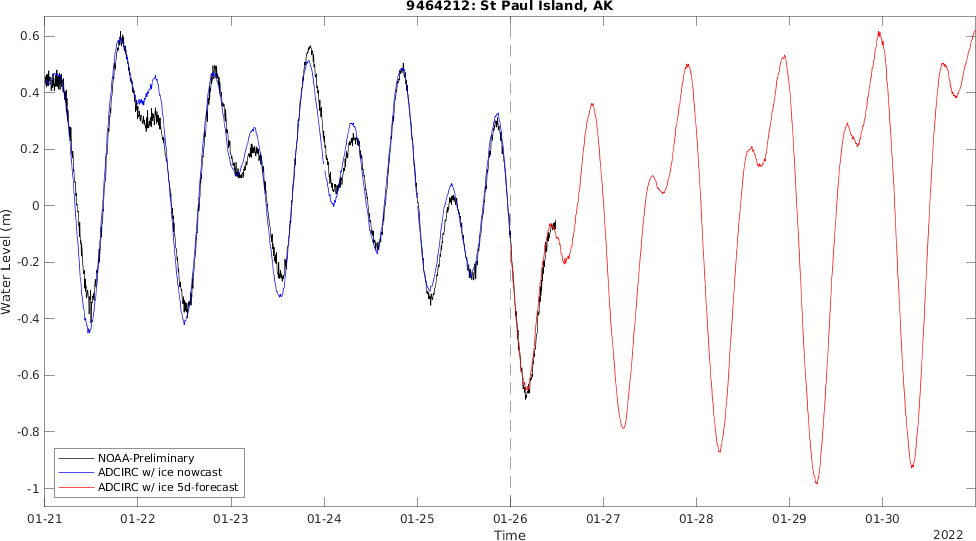 9464212: St Paul Island, AK
0.6
0.4
0.2
0
-0.2
-0.4
-0.6
-0.8
-1
Water Level (m)
NOAA-Preliminary
ADCIRC w/ ice nowcast
ADCIRC w/ ice 5d-forecast
01-21 01-22 01-23 01-24 01-25 01-26 01-27 01-28 01-29 01-30
Time
2022